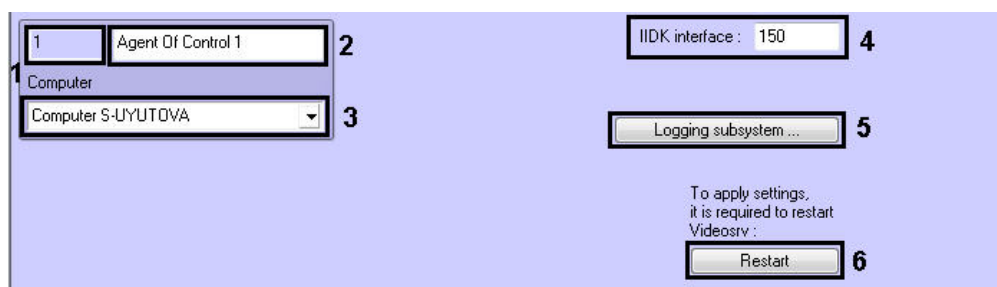 1 Agent Of Control 1 2
1 Computer
Computer S-UYUTOVA 3
IIDK interface : 150 4
Logging subsystem ... 5
To apply settings,
it is required to restart
Videosrv :
Restart 6